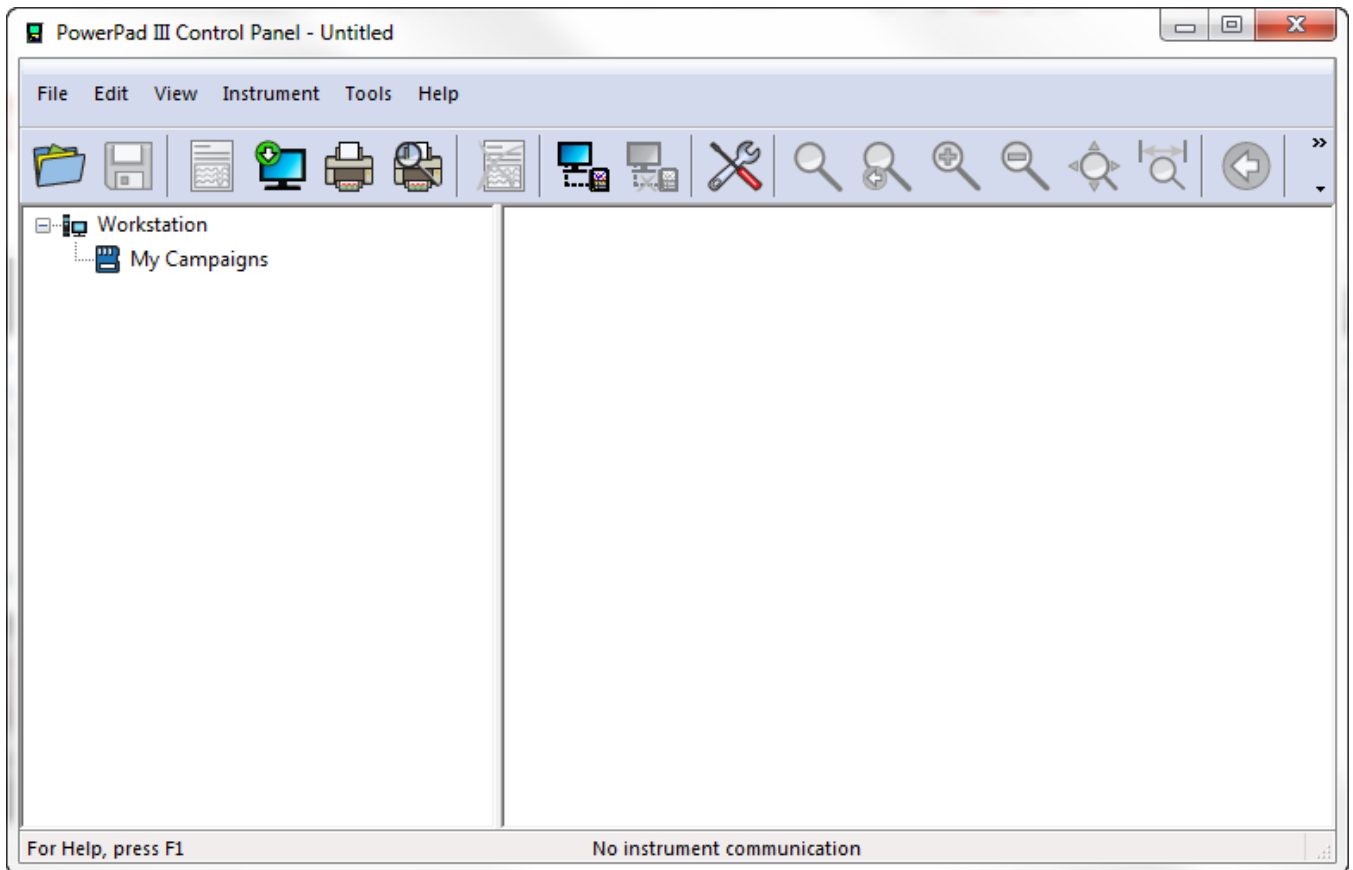 PowerPad III Control Panel - Untitled
File Edit View Instrument Tools Help
Workstation
My Campaigns
For Help, press F1 No instrument communication